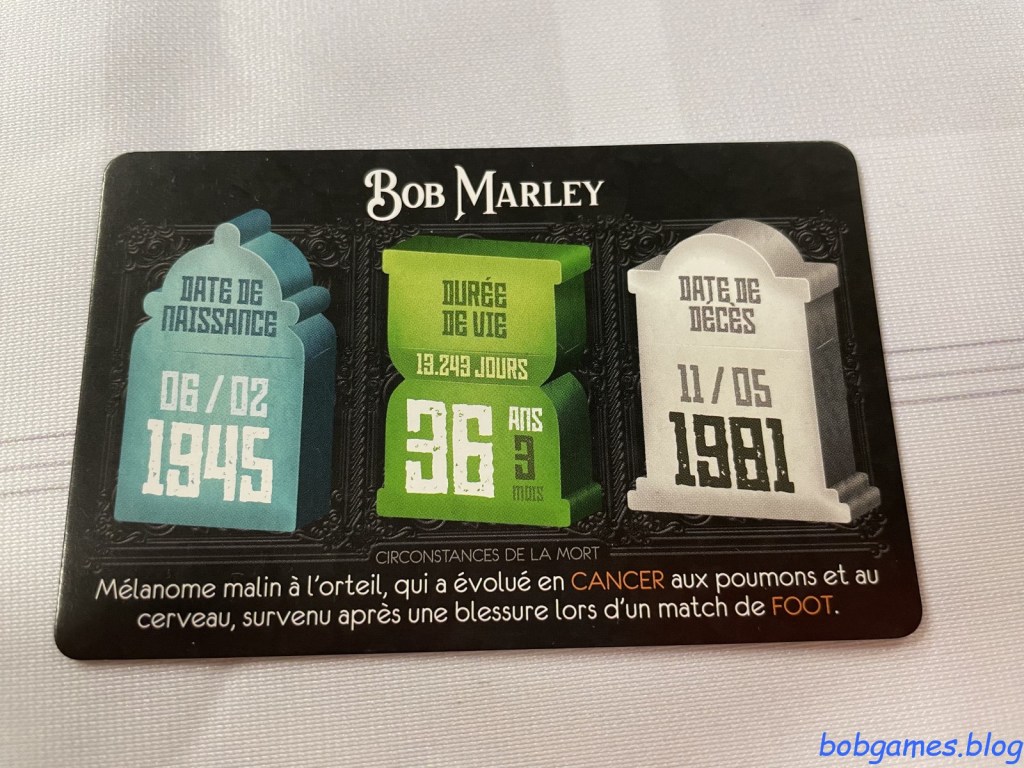 BOB MARLEY
DATE DE
NAISSANCE
06 / 02
1945
DURÉE
DE VIE
13.243 JOURS
36 ANS
3
MOIS
DATE DE
DÉCÈS
11 / 05
1981
CIRCONSTANCES DE LA MORT
Mélanome malin à l'orteil, qui a évolué en CANCER aux poumons et au
cerveau, survenu après une blessure lors d'un match de FOOT.
bobgames.blog